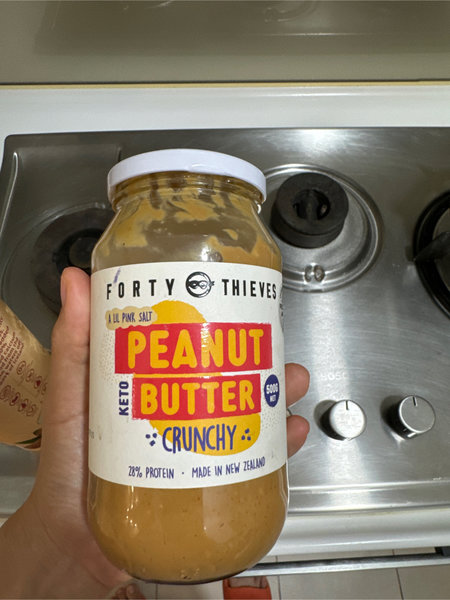 FORTY THIEVES
A LIL PINK SALT
PEANUT
KETO
BUTTER
500G
NET
CRUNCHY
28% PROTEIN · MADE IN NEW ZEALAND